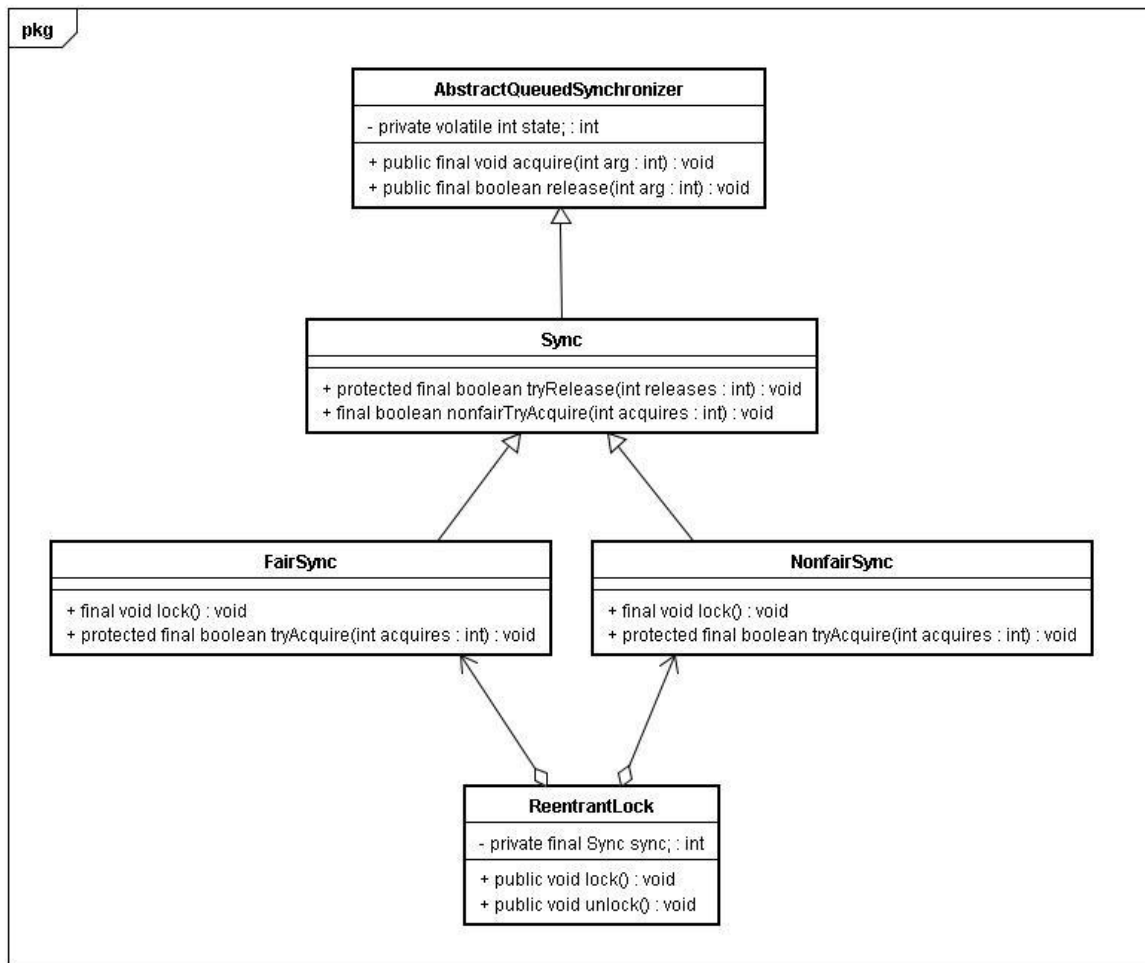 pkg
AbstractQueuedSynchronizer
- private volatile int state; : int
+ public final void acquire(int arg : int) : void
+ public final boolean release(int arg : int) : void
Sync
+ protected final boolean tryRelease(int releases : int) : void
+ final boolean nonfairTryAcquire(int acquires : int) : void
FairSync
+ final void lock() : void
+ protected final boolean tryAcquire(int acquires : int) : void
NonfairSync
+ final void lock() : void
+ protected final boolean tryAcquire(int acquires : int) : void
ReentrantLock
- private final Sync sync; : int
+ public void lock() : void
+ public void unlock() : void